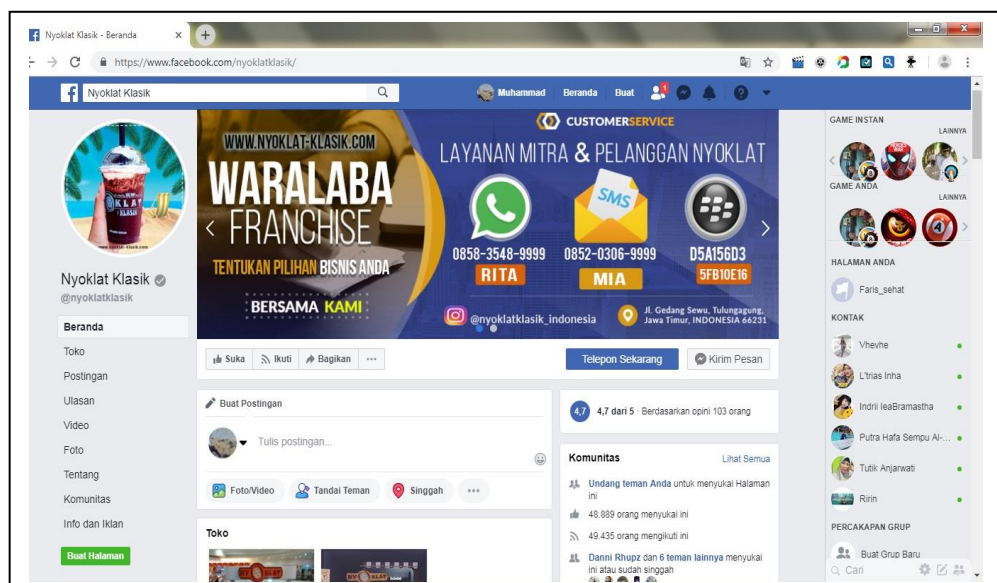 Nyoklat Klasik - Beranda
https://www.facebook.com/nyoklatklasik/
Nyoklat Klasik
Muhammad
Beranda
Buat
1
KLAT
KLASIK
Nyoklat Klasik
@nyoklatklasik
Beranda
Toko
Postingan
Ulasan
Video
Foto
Tentang
Komunitas
Info dan Iklan
Buat Halaman
WWW.NYOKLAT-KLASIK.COM
WARALABA
FRANCHISE
TENTUKAN PILIHAN BISNIS ANDA
BERSAMA KAMI
CUSTOMERSERVICE
LAYANAN MITRA & PELANGGAN NYOKLAT
SMS
0858-3548-9999
RITA
0852-0306-9999
MIA
D5A156D3
5FB10E16
@nyoklatklasik_indonesia
Jl. Gedang Sewu, Tulungagung,
Jawa Timur, INDONESIA 66231
Suka
Ikuti
Bagikan
Telepon Sekarang
Kirim Pesan
Buat Postingan
Tulis postingan...
Foto/Video
Tandai Teman
Singgah
Toko
4,7
4,7 dari 5 · Berdasarkan opini 103 orang
Komunitas
Lihat Semua
Undang teman Anda untuk menyukai Halaman
ini
48.889 orang menyukai ini
49.435 orang mengikuti ini
Danni Rhupz dan 6 teman lainnya menyukai
ini atau sudah singgah
GAME INSTAN
LAINNYA
GAME ANDA
LAINNYA
4
HALAMAN ANDA
Faris_sehat
KONTAK
Vhevhe
L'trias Inha
Indrii leaBramastha
Putra Hafa Sempu Al-...
Tutik Anjarwati
Ririn
PERCAKAPAN GRUP
Buat Grup Baru
Cari